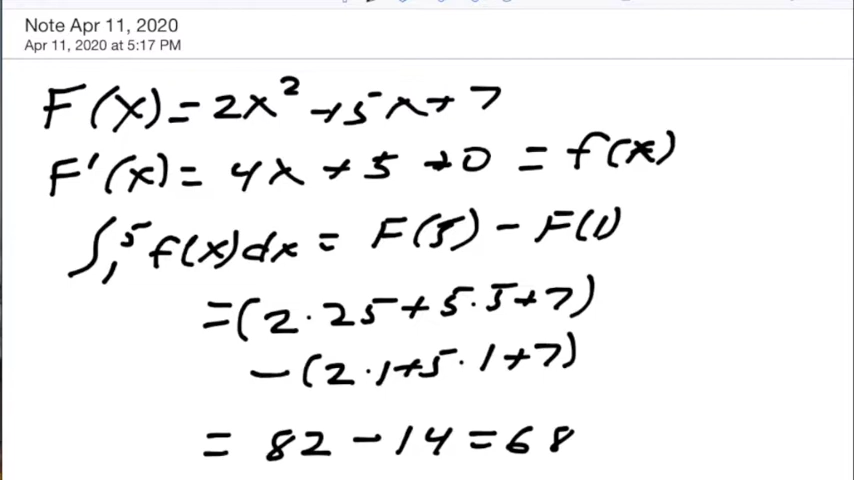 Note Apr 11, 2020
Apr 11, 2020 at 5:17 PM
F(x) = 2x² + 5x + 7
F'(x) = 4x + 5 + 0 = f(x)
∫₁⁵ f(x)dx = F(5) - F(1)
= (2·25 + 5·5 + 7)
- (2·1 + 5·1 + 7)
= 82 - 14 = 68